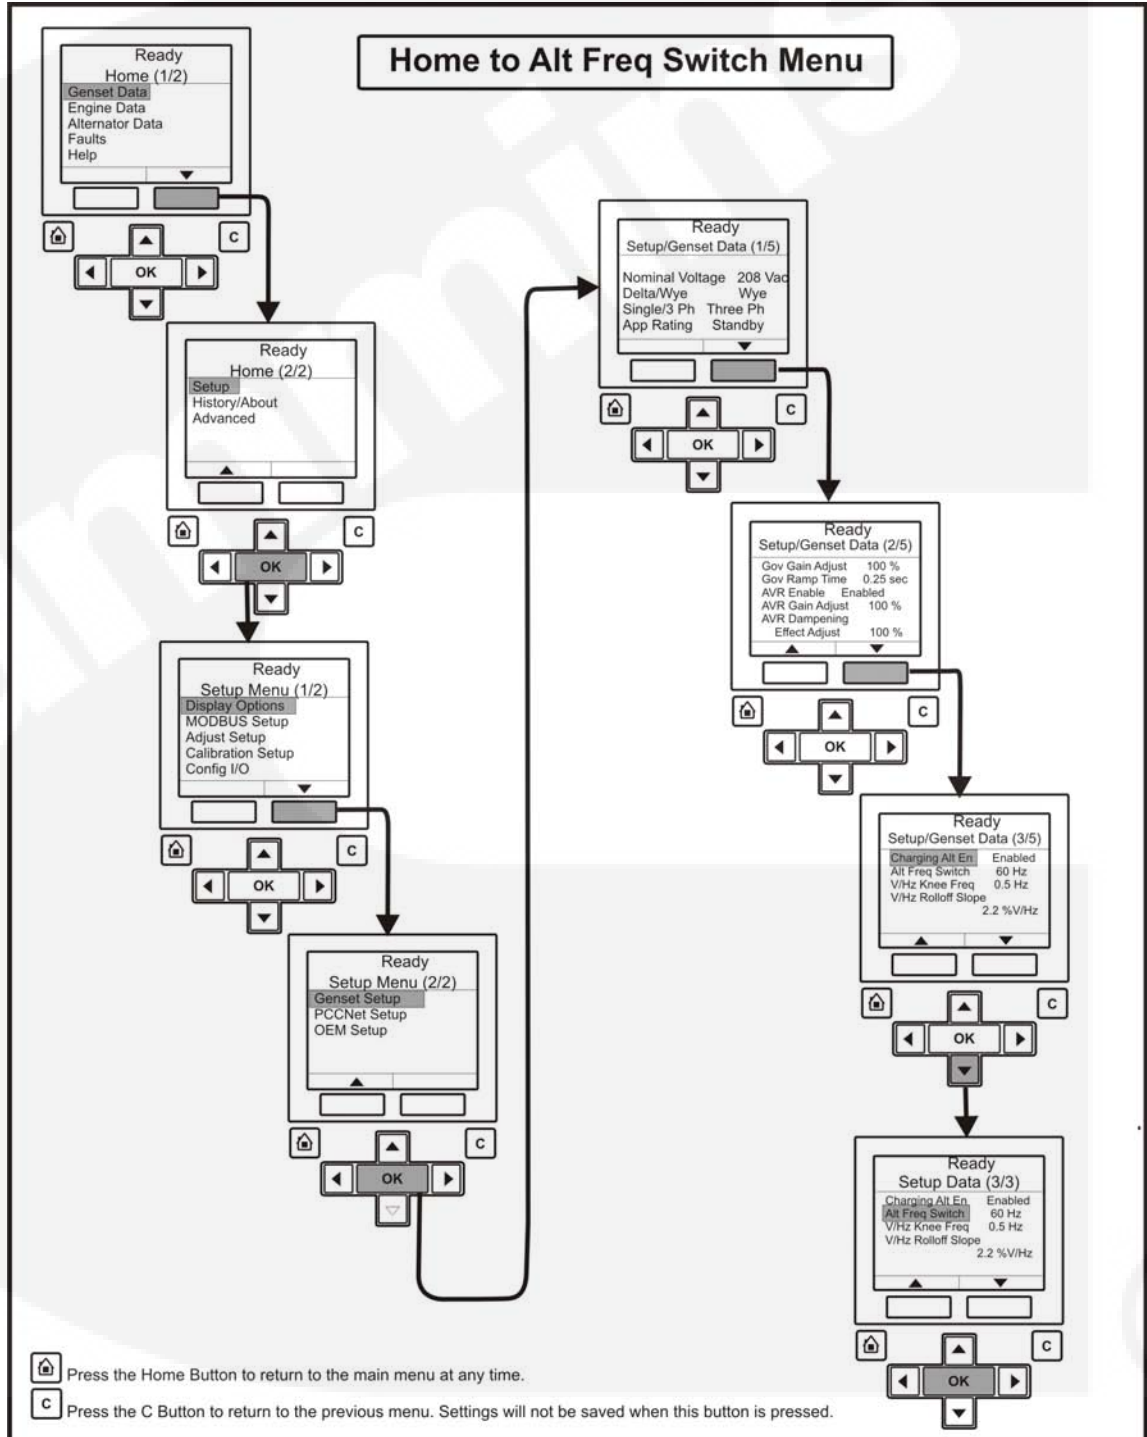 Home to Alt Freq Switch Menu
Ready
Home (1/2)
Genset Data
Engine Data
Alternator Data
Faults
Help
C
OK
Ready
Home (2/2)
Setup
History/About
Advanced
C
OK
Ready
Setup Menu (1/2)
Display Options
MODBUS Setup
Adjust Setup
Calibration Setup
Config I/O
C
OK
Ready
Setup Menu (2/2)
Genset Setup
PCCNet Setup
OEM Setup
C
OK
Ready
Setup/Genset Data (1/5)
Nominal Voltage 208 Vac
Delta/Wye Wye
Single/3 Ph Three Ph
App Rating Standby
C
OK
Ready
Setup/Genset Data (2/5)
Gov Gain Adjust 100 %
Gov Ramp Time 0.25 sec
AVR Enable Enabled
AVR Gain Adjust 100 %
AVR Dampening
Effect Adjust 100 %
C
OK
Ready
Setup/Genset Data (3/5)
Charging Alt En Enabled
Alt Freq Switch 60 Hz
V/Hz Knee Freq 0.5 Hz
V/Hz Rolloff Slope
2.2 %V/Hz
C
OK
Ready
Setup Data (3/3)
Charging Alt En Enabled
Alt Freq Switch 60 Hz
V/Hz Knee Freq 0.5 Hz
V/Hz Rolloff Slope
2.2 %V/Hz
C
OK
Press the Home Button to return to the main menu at any time.
C Press the C Button to return to the previous menu. Settings will not be saved when this button is pressed.